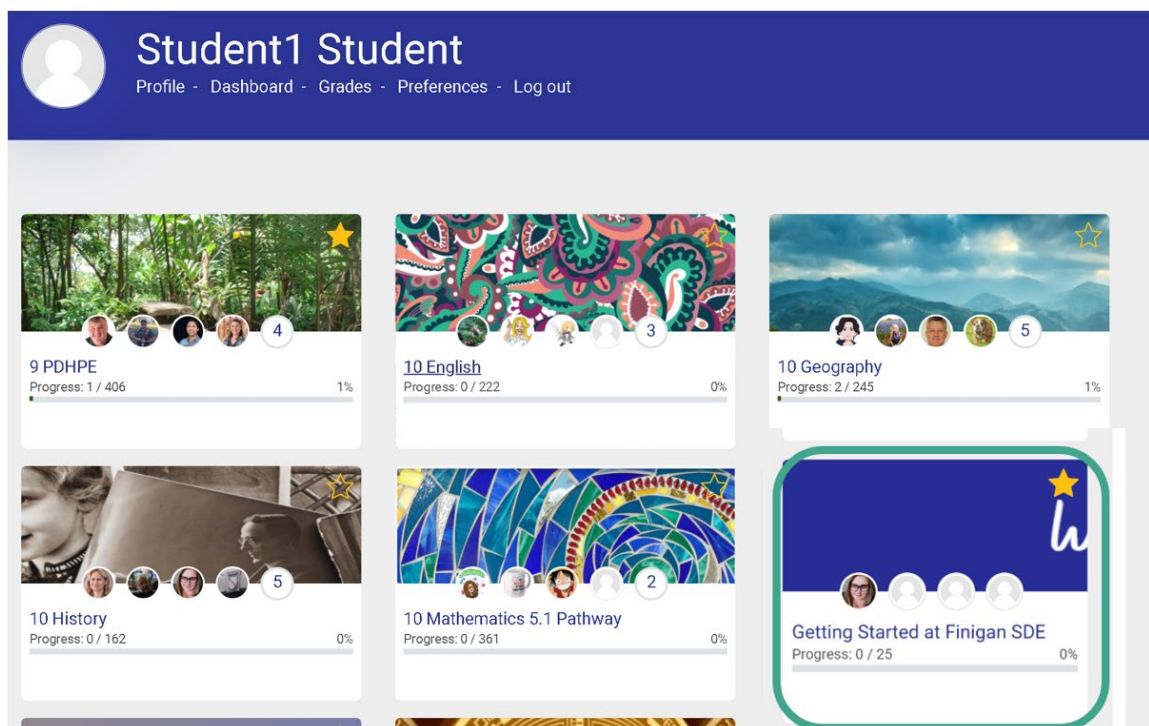 Student1 Student
Profile - Dashboard - Grades - Preferences - Log out
4
9 PDHPE
Progress: 1 / 406 1%
3
10 English
Progress: 0 / 222 0%
5
10 Geography
Progress: 2 / 245 1%
5
10 History
Progress: 0 / 162 0%
2
10 Mathematics 5.1 Pathway
Progress: 0 / 361 0%
Getting Started at Finigan SDE
Progress: 0 / 25 0%